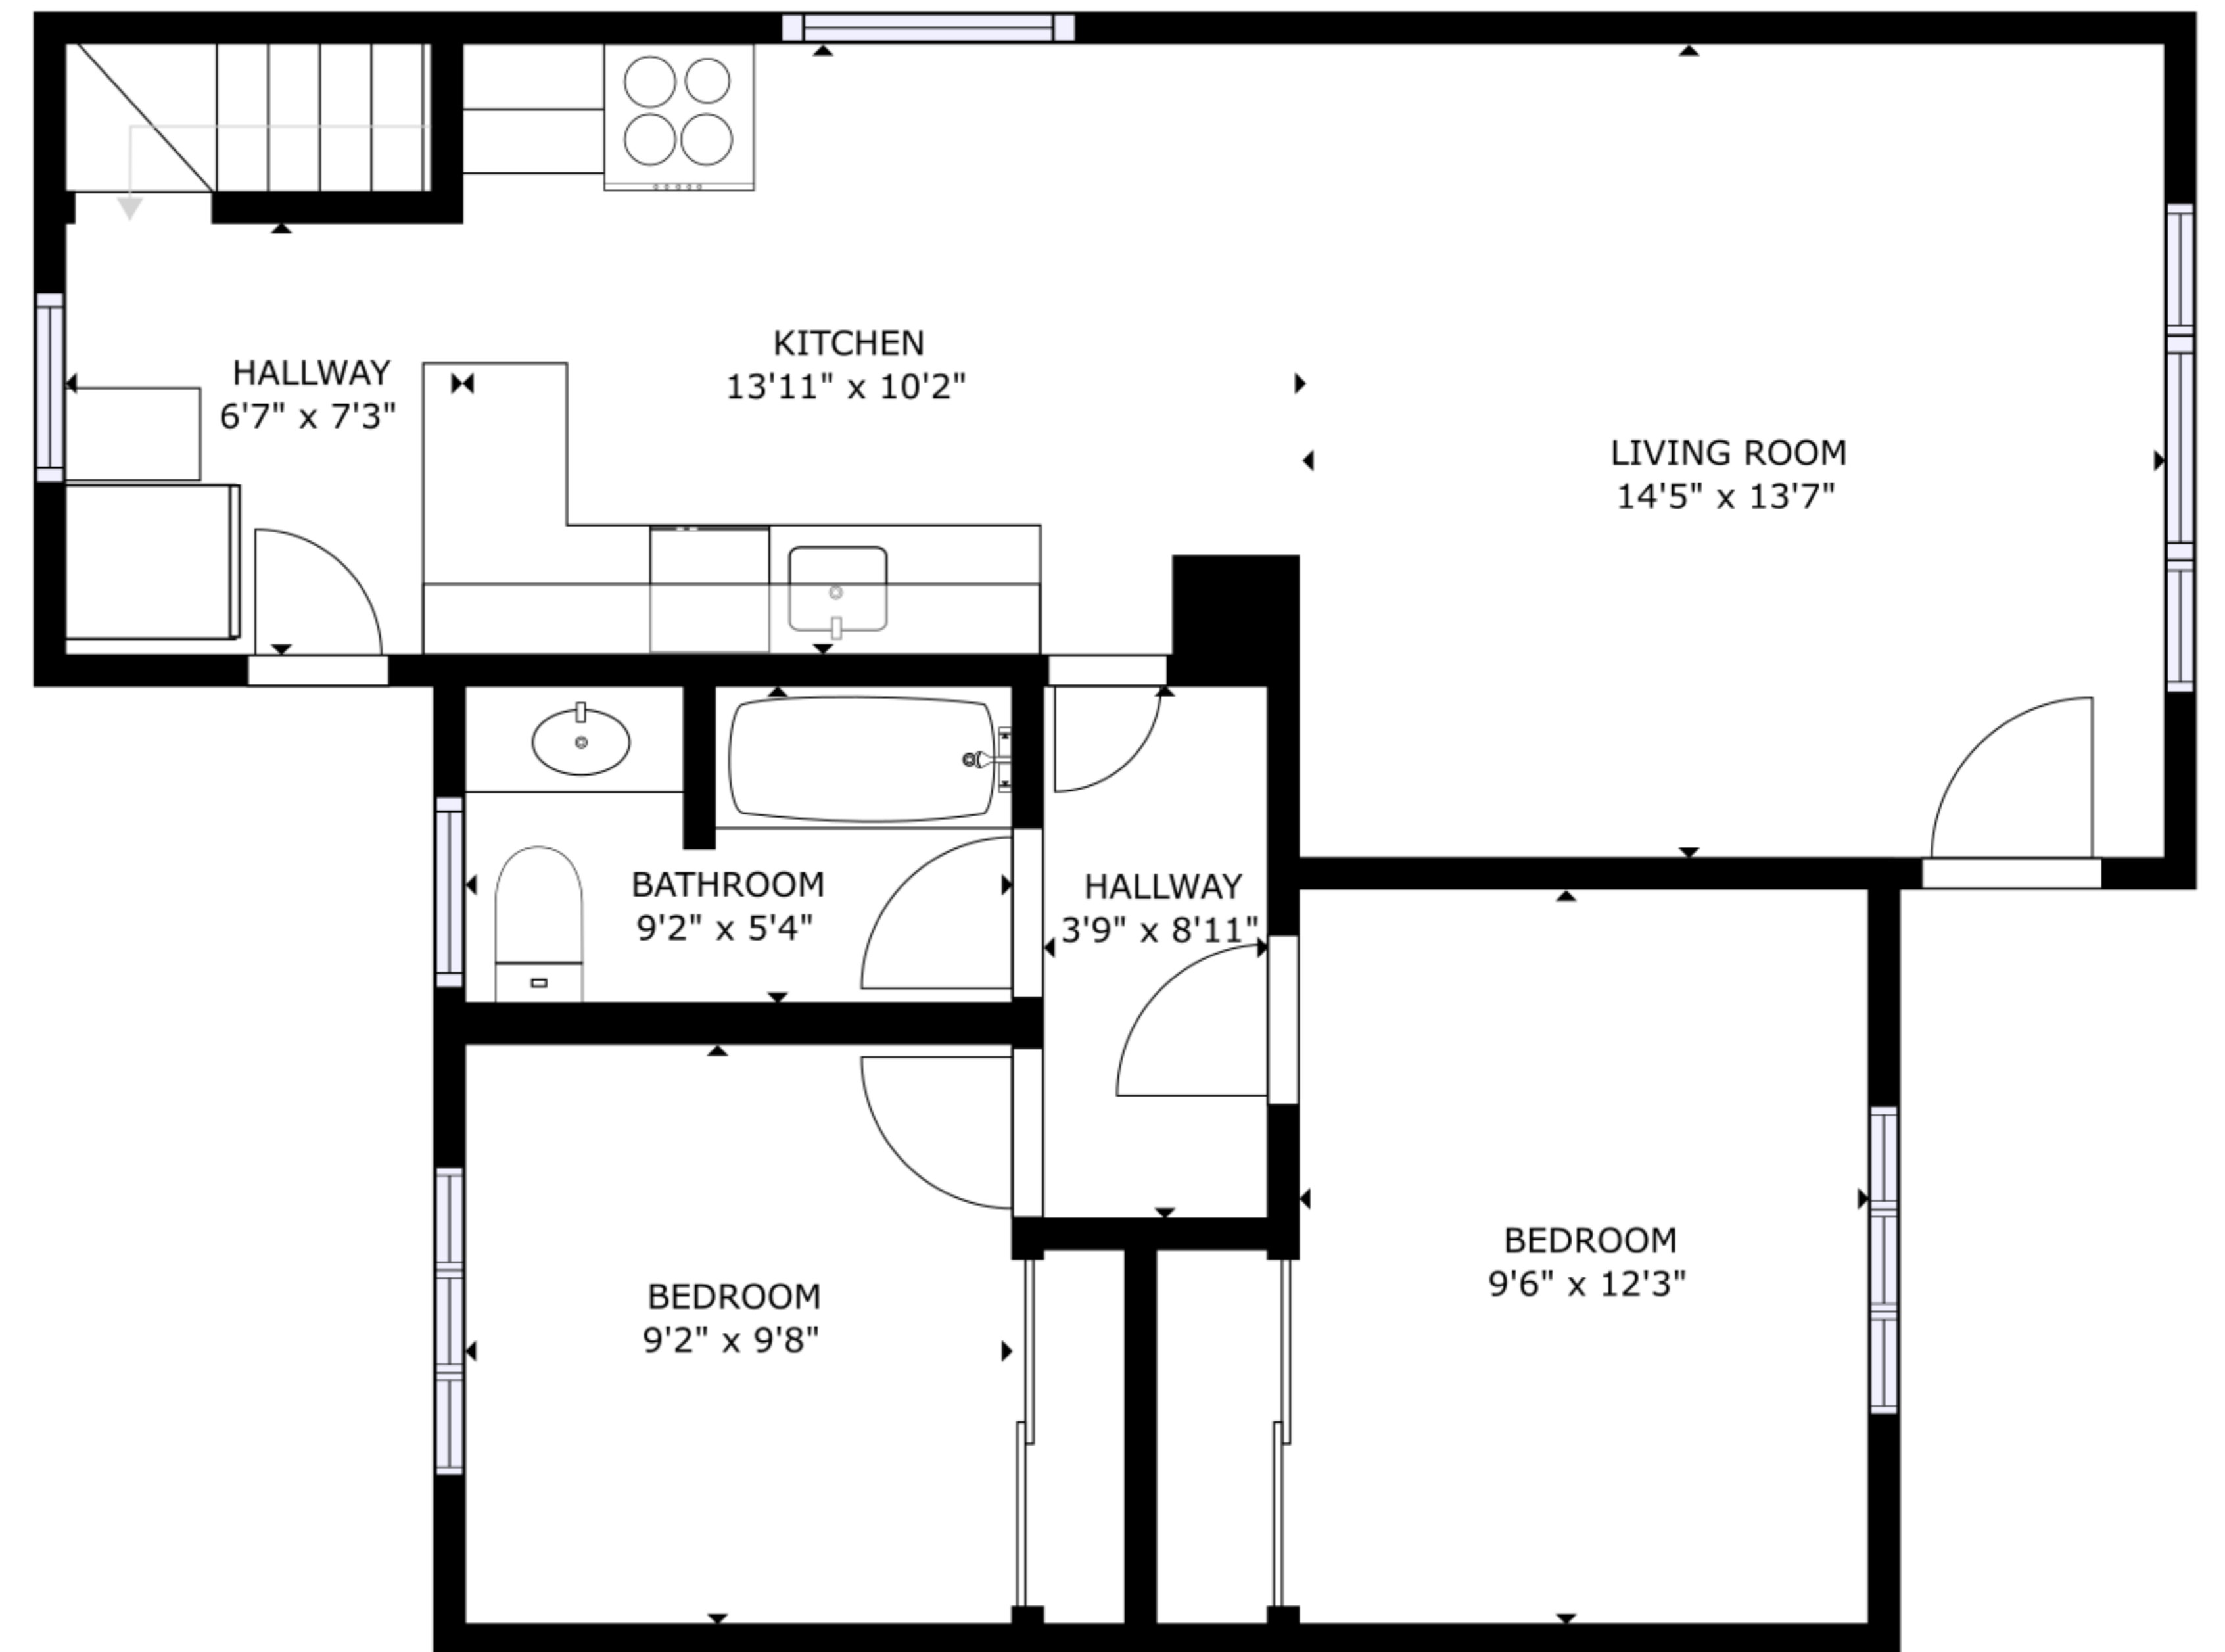 KITCHEN
13'11" x 10'2"
HALLWAY
6'7" x 7'3"
LIVING ROOM
14'5" x 13'7"
BATHROOM
9'2" x 5'4"
HALLWAY
3'9" x 8'11"
BEDROOM
9'6" x 12'3"
BEDROOM
9'2" x 9'8"